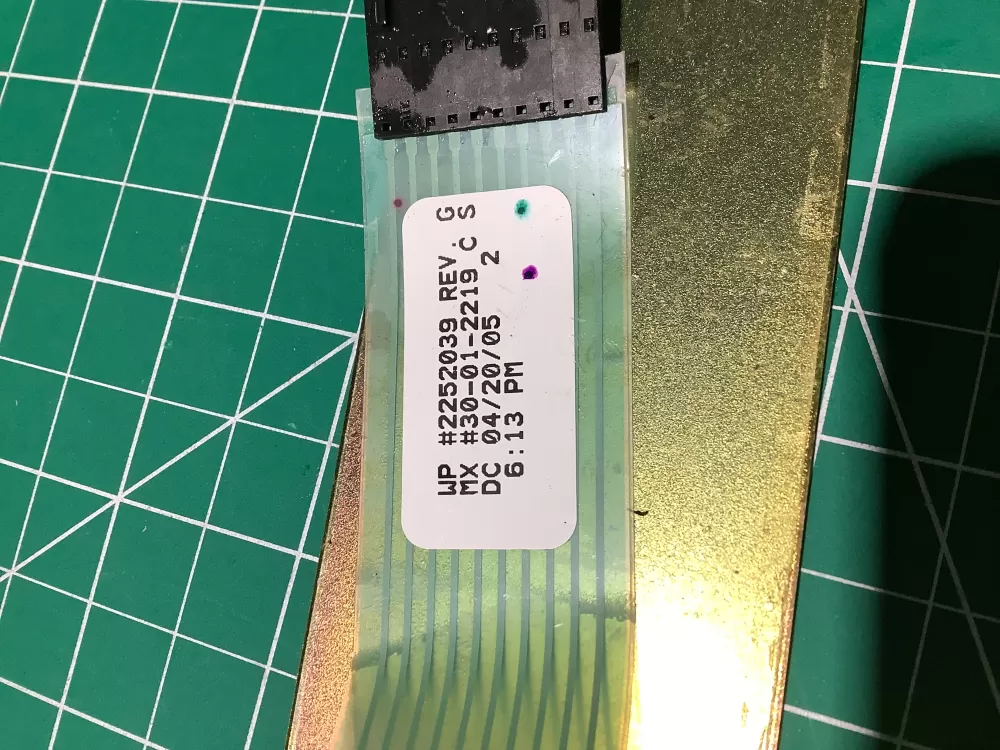 WP #2252039 REV. G
MX #30-01-2219 C S
DC 04/20/05 2
6:13 PM